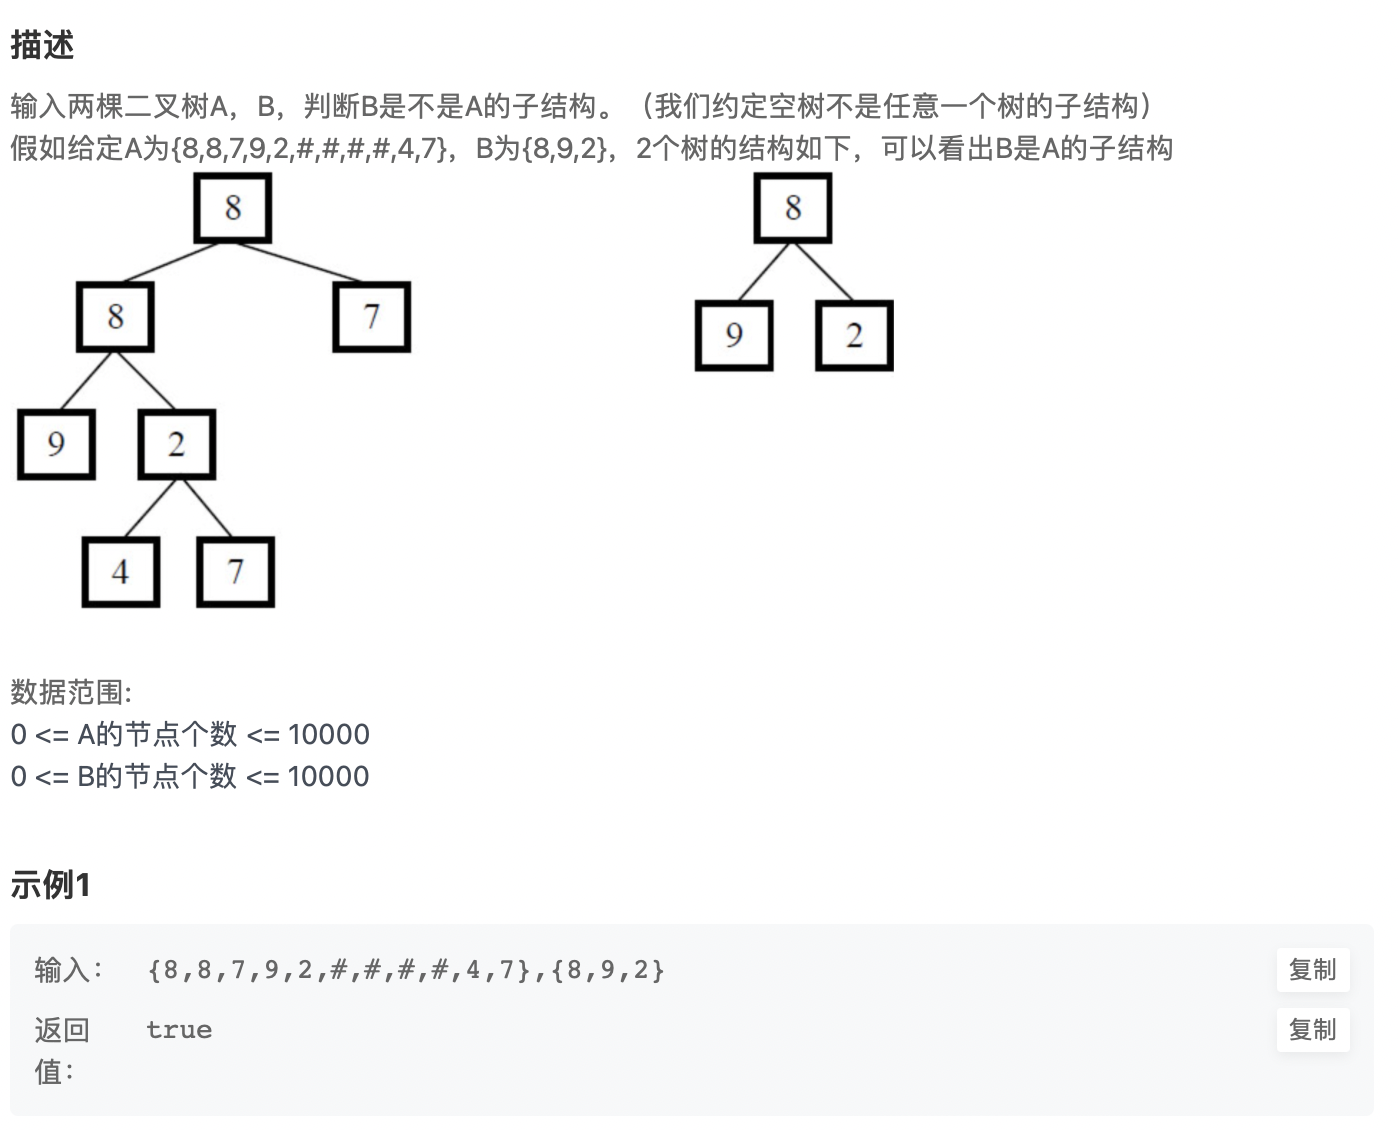 描述
输入两棵二叉树A，B，判断B是不是A的子结构。（我们约定空树不是任意一个树的子结构）
假如给定A为{8,8,7,9,2,#,#,#,#,4,7}，B为{8,9,2}，2个树的结构如下，可以看出B是A的子结构
8 8
8 7
9 2
9 2
4 7
数据范围:
0 <= A的节点个数 <= 10000
0 <= B的节点个数 <= 10000
示例1
输入： {8,8,7,9,2,#,#,#,#,4,7},{8,9,2} 复制
返回 true 复制
值：